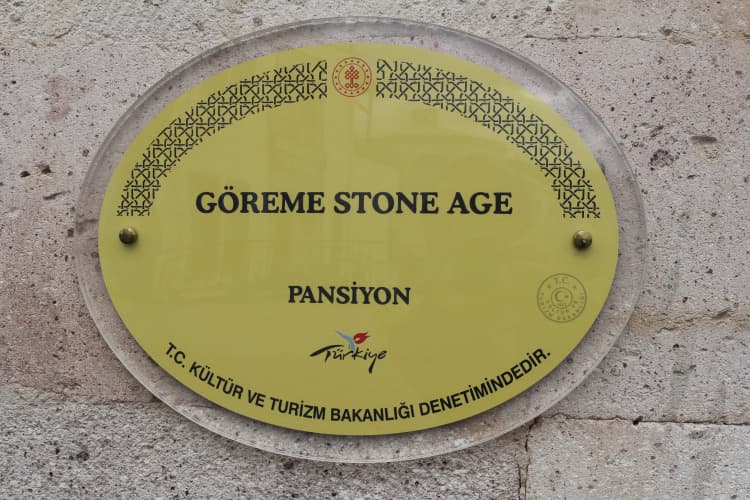 GÖREME STONE AGE
PANSİYON
Türkiye
T.C.
T.C. KÜLTÜR VE TURİZM BAKANLIĞI DENETİMİNDEDİR.